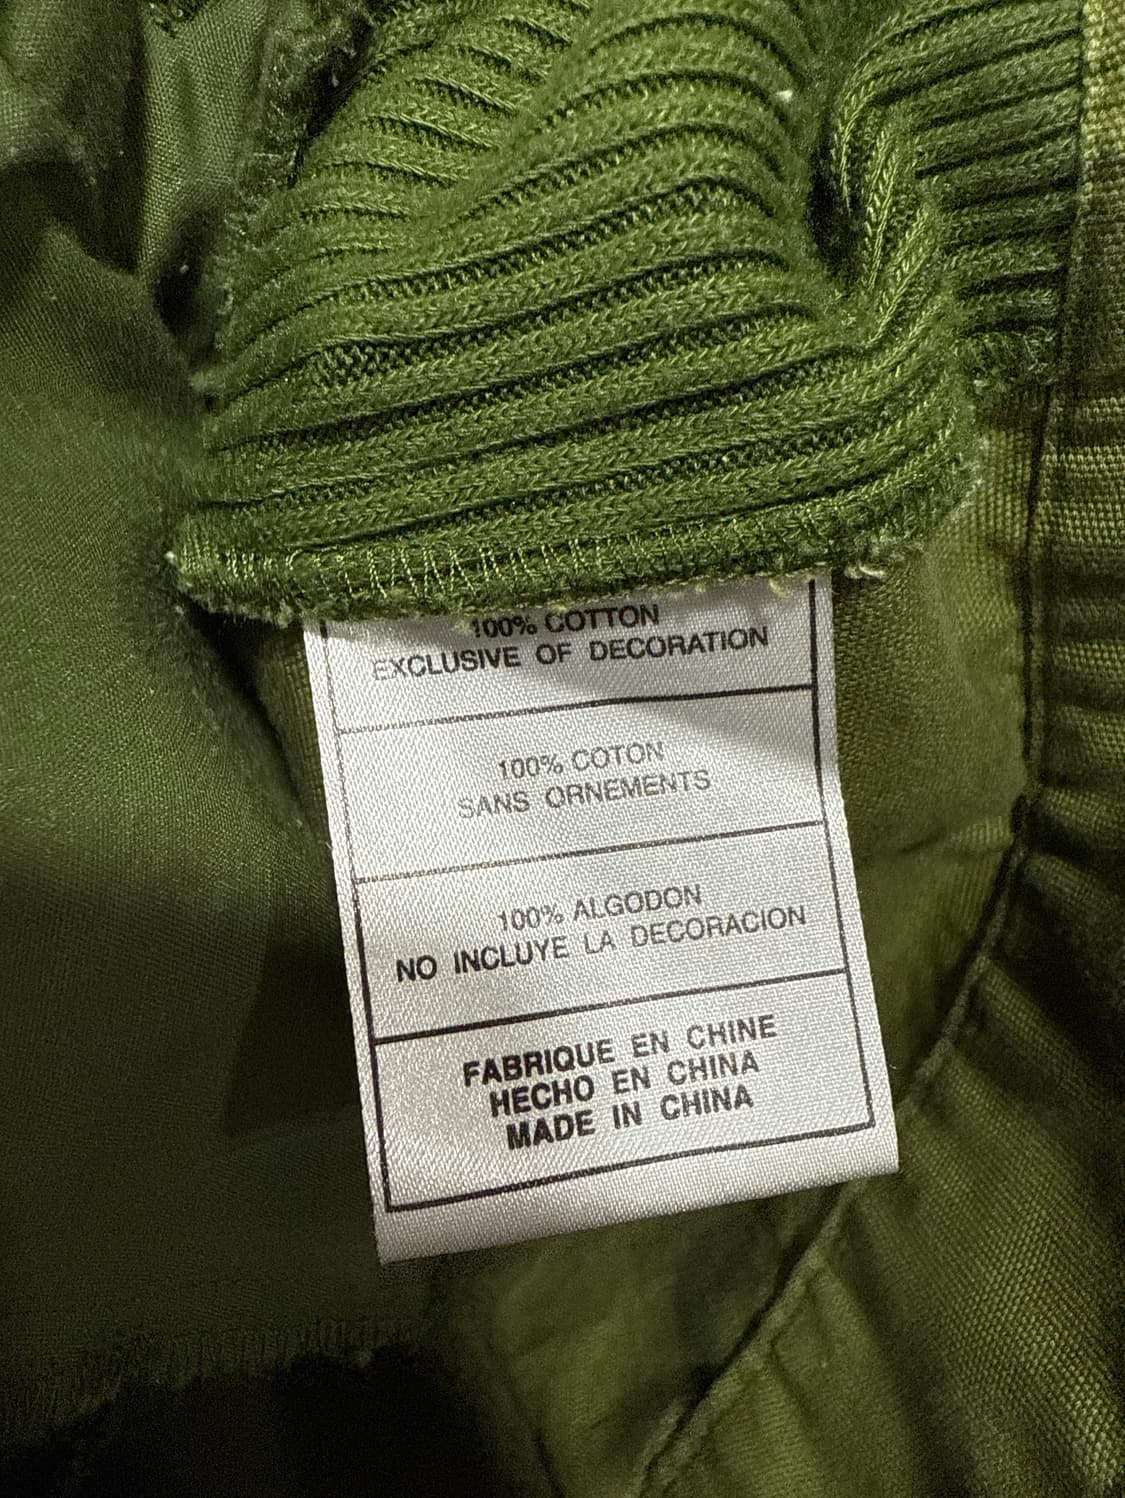 100% COTTON
EXCLUSIVE OF DECORATION
100% COTON
SANS ORNEMENTS
100% ALGODON
NO INCLUYE LA DECORACION
FABRIQUE EN CHINE
HECHO EN CHINA
MADE IN CHINA